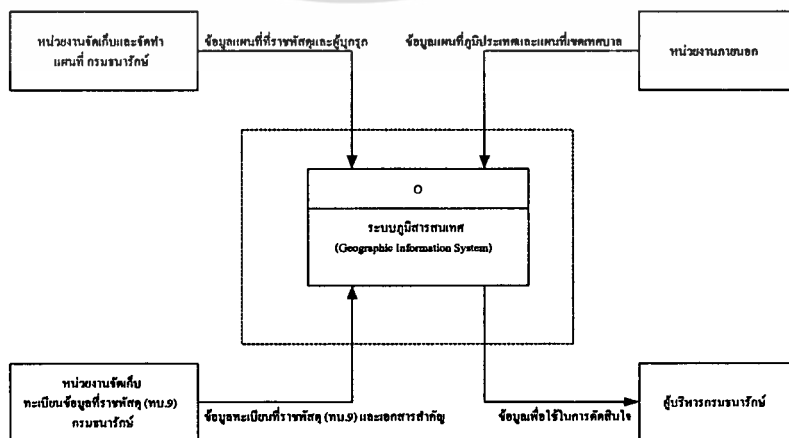 หน่วยงานจัดเก็บและจัดทำ
แผนที่ กรมธนารักษ์
ข้อมูลแผนที่ที่ราชพัสดุและผู้บุกรุก
ข้อมูลแผนที่ภูมิประเทศและแผนที่เขตเทศบาล
หน่วยงานภายนอก
0
ระบบภูมิสารสนเทศ
(Geographic Information System)
หน่วยงานจัดเก็บ
ทะเบียนข้อมูลที่ราชพัสดุ (ทบ.9)
กรมธนารักษ์
ข้อมูลทะเบียนที่ราชพัสดุ (ทบ.9) และเอกสารสำคัญ
ข้อมูลเพื่อใช้ในการตัดสินใจ
ผู้บริหารกรมธนารักษ์